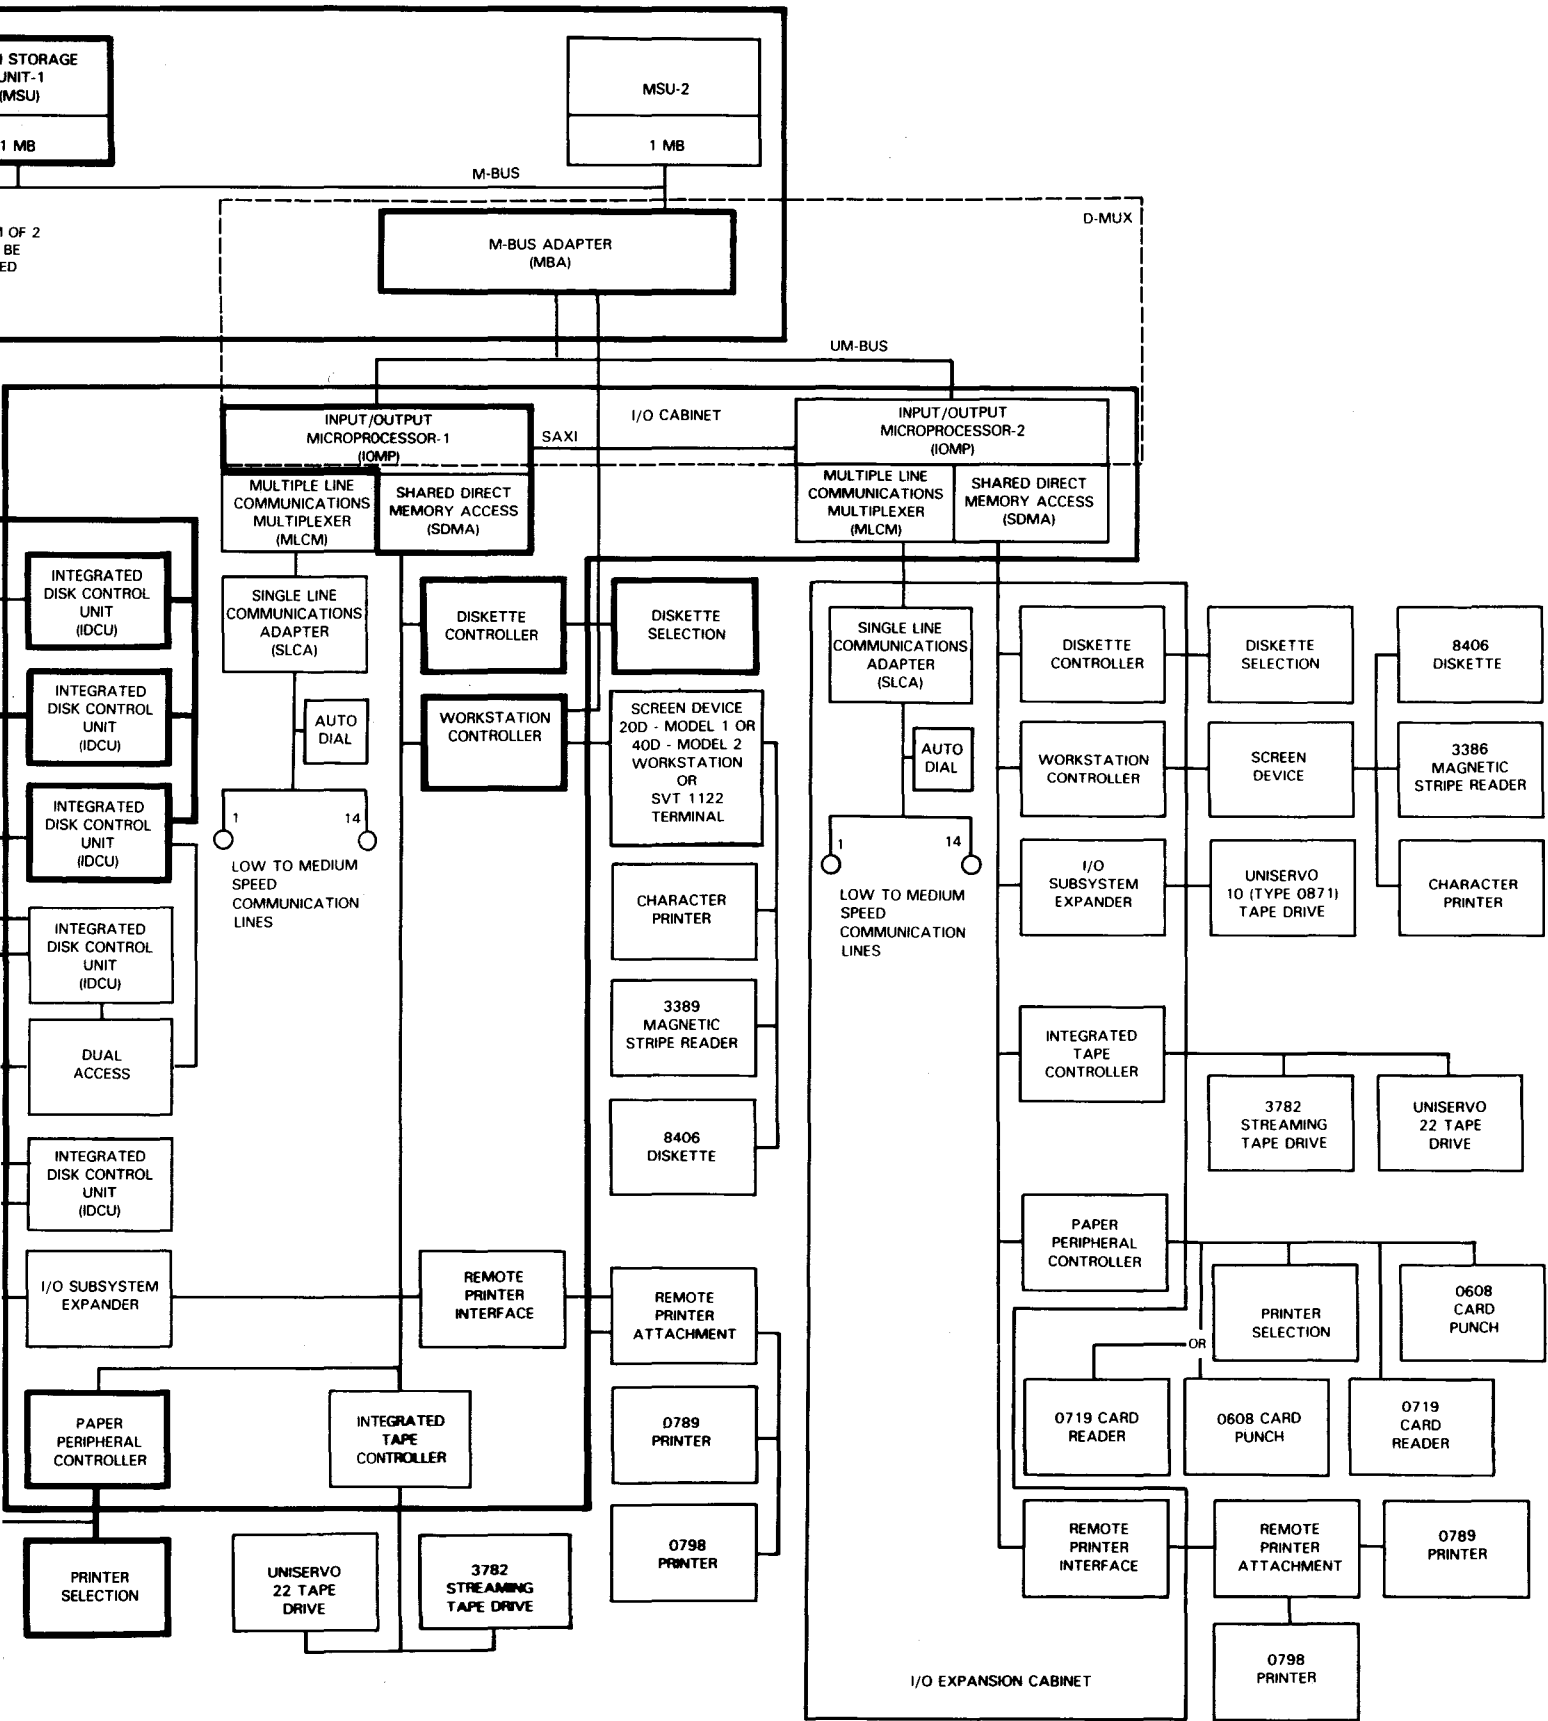 STORAGE
UNIT-1
(MSU)
1 MB
MSU-2
1 MB
M-BUS
D-MUX
OF 2
BE
M-BUS ADAPTER
(MBA)
UM-BUS
I/O CABINET
INPUT/OUTPUT
MICROPROCESSOR-1
(IOMP)
SAXI
INPUT/OUTPUT
MICROPROCESSOR-2
(IOMP)
MULTIPLE LINE
COMMUNICATIONS
MULTIPLEXER
(MLCM)
SHARED DIRECT
MEMORY ACCESS
(SDMA)
MULTIPLE LINE
COMMUNICATIONS
MULTIPLEXER
(MLCM)
SHARED DIRECT
MEMORY ACCESS
(SDMA)
INTEGRATED
DISK CONTROL
UNIT
(IDCU)
INTEGRATED
DISK CONTROL
UNIT
(IDCU)
INTEGRATED
DISK CONTROL
UNIT
(IDCU)
INTEGRATED
DISK CONTROL
UNIT
(IDCU)
DUAL
ACCESS
INTEGRATED
DISK CONTROL
UNIT
(IDCU)
I/O SUBSYSTEM
EXPANDER
PAPER
PERIPHERAL
CONTROLLER
PRINTER
SELECTION
SINGLE LINE
COMMUNICATIONS
ADAPTER
(SLCA)
AUTO
DIAL
1
14
LOW TO MEDIUM
SPEED
COMMUNICATION
LINES
DISKETTE
CONTROLLER
DISKETTE
SELECTION
WORKSTATION
CONTROLLER
SCREEN DEVICE
20D - MODEL 1 OR
40D - MODEL 2
WORKSTATION
OR
SVT 1122
TERMINAL
CHARACTER
PRINTER
3389
MAGNETIC
STRIPE READER
8406
DISKETTE
REMOTE
PRINTER
INTERFACE
REMOTE
PRINTER
ATTACHMENT
0789
PRINTER
0798
PRINTER
INTEGRATED
TAPE
CONTROLLER
UNISERVO
22 TAPE
DRIVE
3782
STREAMING
TAPE DRIVE
SINGLE LINE
COMMUNICATIONS
ADAPTER
(SLCA)
AUTO
DIAL
1
14
LOW TO MEDIUM
SPEED
COMMUNICATION
LINES
DISKETTE
CONTROLLER
DISKETTE
SELECTION
8406
DISKETTE
WORKSTATION
CONTROLLER
SCREEN
DEVICE
3386
MAGNETIC
STRIPE READER
I/O
SUBSYSTEM
EXPANDER
UNISERVO
10 (TYPE 0871)
TAPE DRIVE
CHARACTER
PRINTER
INTEGRATED
TAPE
CONTROLLER
3782
STREAMING
TAPE DRIVE
UNISERVO
22 TAPE
DRIVE
PAPER
PERIPHERAL
CONTROLLER
PRINTER
SELECTION
0608
CARD
PUNCH
OR
0719 CARD
READER
0608 CARD
PUNCH
0719
CARD
READER
REMOTE
PRINTER
INTERFACE
REMOTE
PRINTER
ATTACHMENT
0789
PRINTER
0798
PRINTER
I/O EXPANSION CABINET